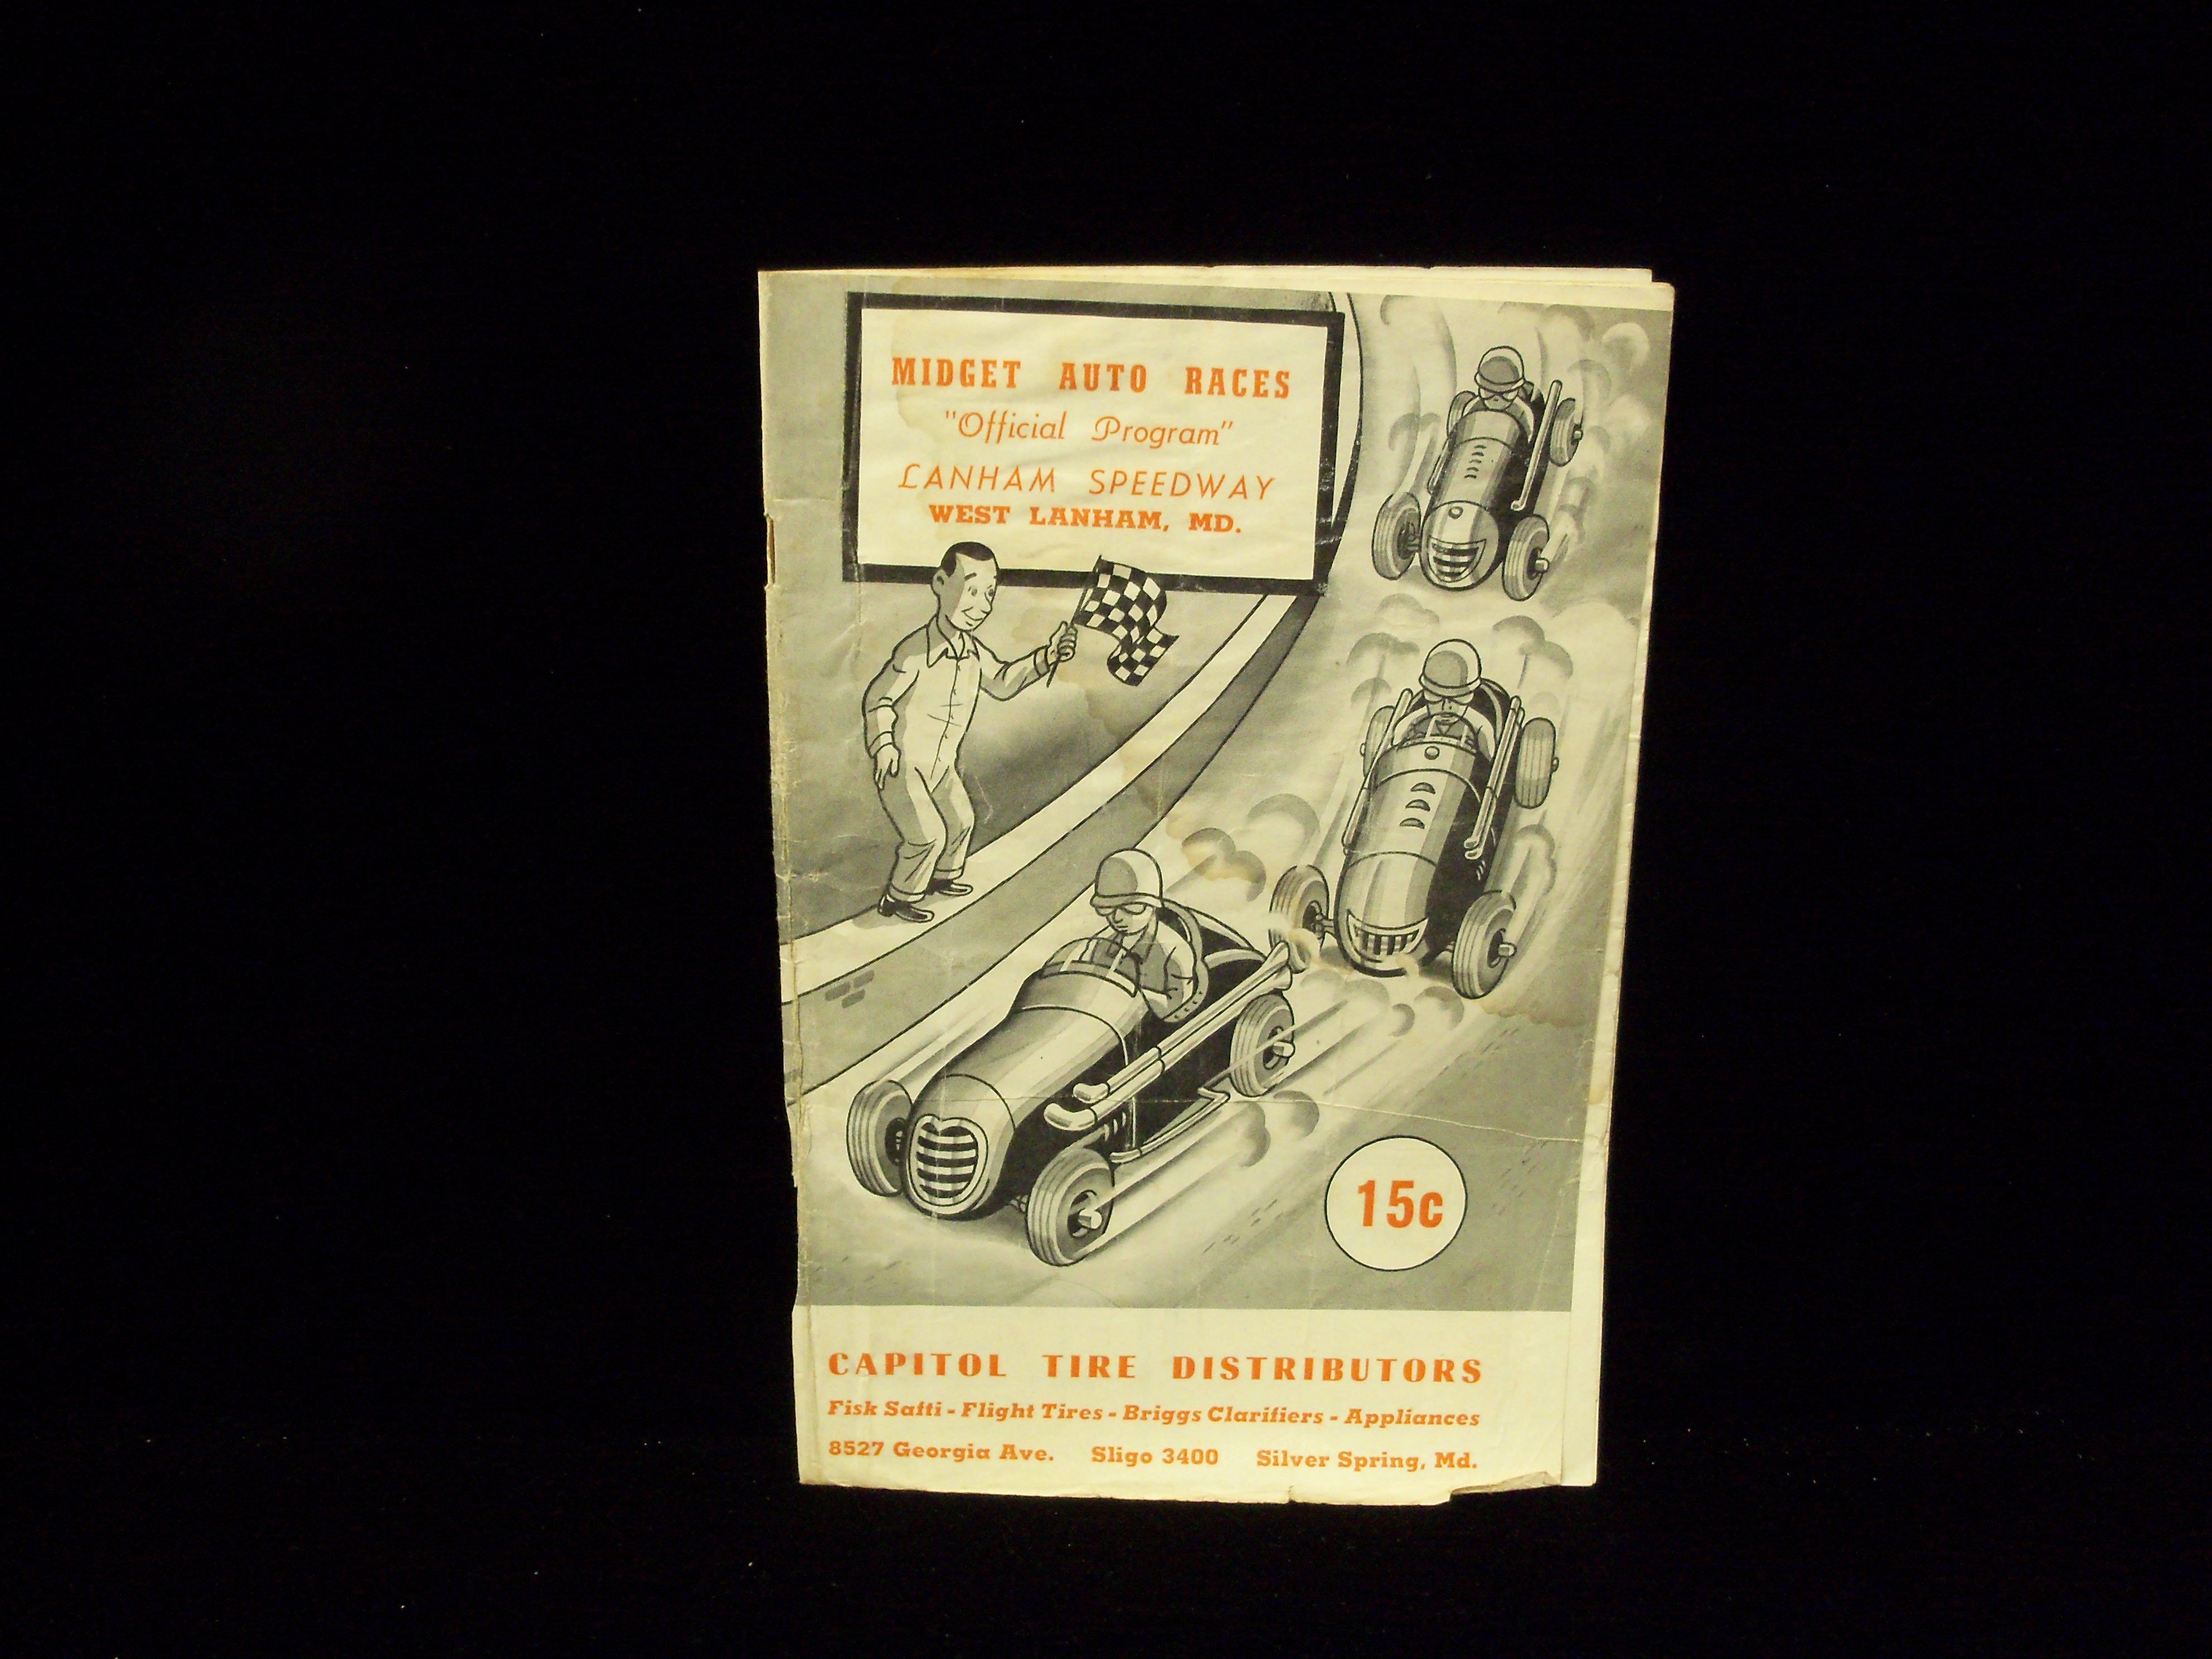 MIDGET AUTO RACES
"Official Program"
LANHAM SPEEDWAY
WEST LANHAM, MD.
15c
CAPITOL TIRE DISTRIBUTORS
Fisk Safti - Flight Tires - Briggs Clarifiers - Appliances
8527 Georgia Ave. Sligo 3400 Silver Spring, Md.